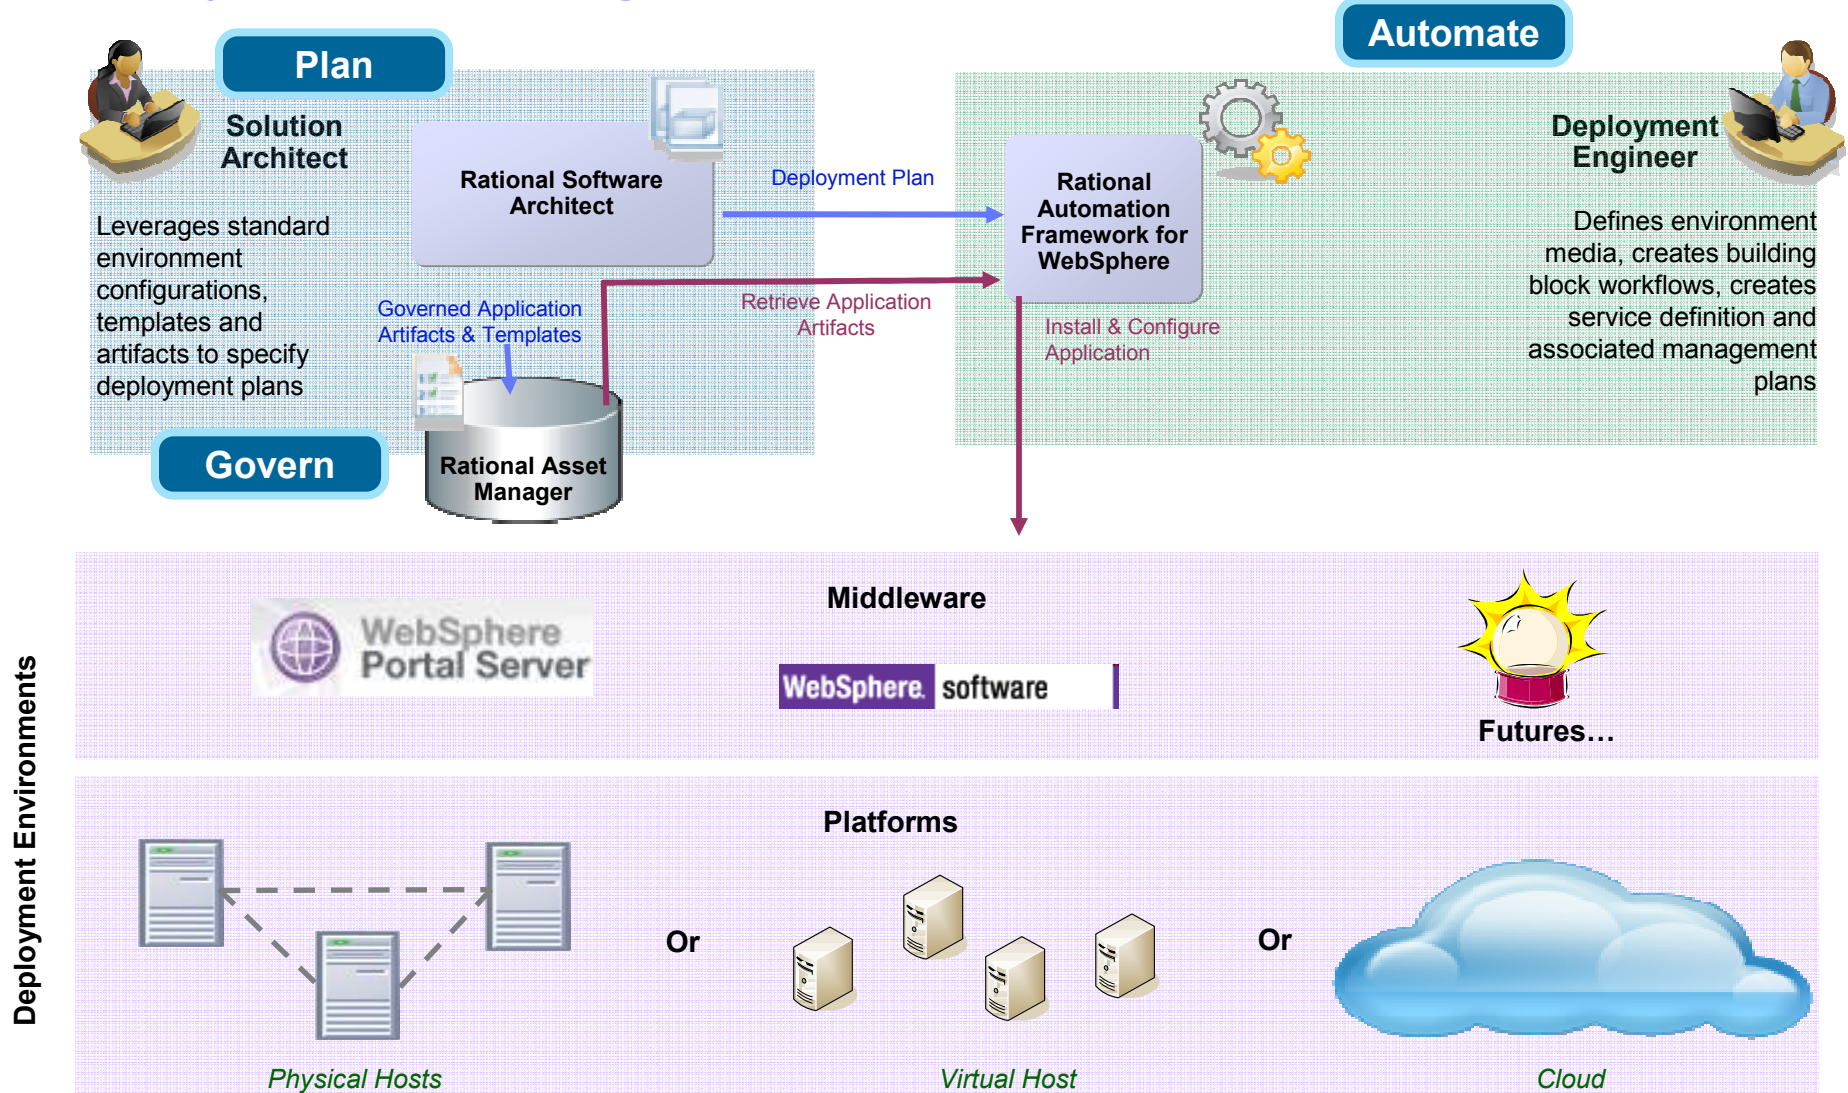 Plan
Automate
Solution
Architect
Leverages standard
environment
configurations,
templates and
artifacts to specify
deployment plans
Rational Software
Architect
Deployment Plan
Rational
Automation
Framework for
WebSphere
Deployment
Engineer
Defines environment
media, creates building
block workflows, creates
service definition and
associated management
plans
Governed Application
Artifacts & Templates
Retrieve Application
Artifacts
Install & Configure
Application
Govern
Rational Asset
Manager
Deployment Environments
Middleware
WebSphere
Portal Server
WebSphere. software
Futures…
Platforms
Or
Or
Physical Hosts
Virtual Host
Cloud